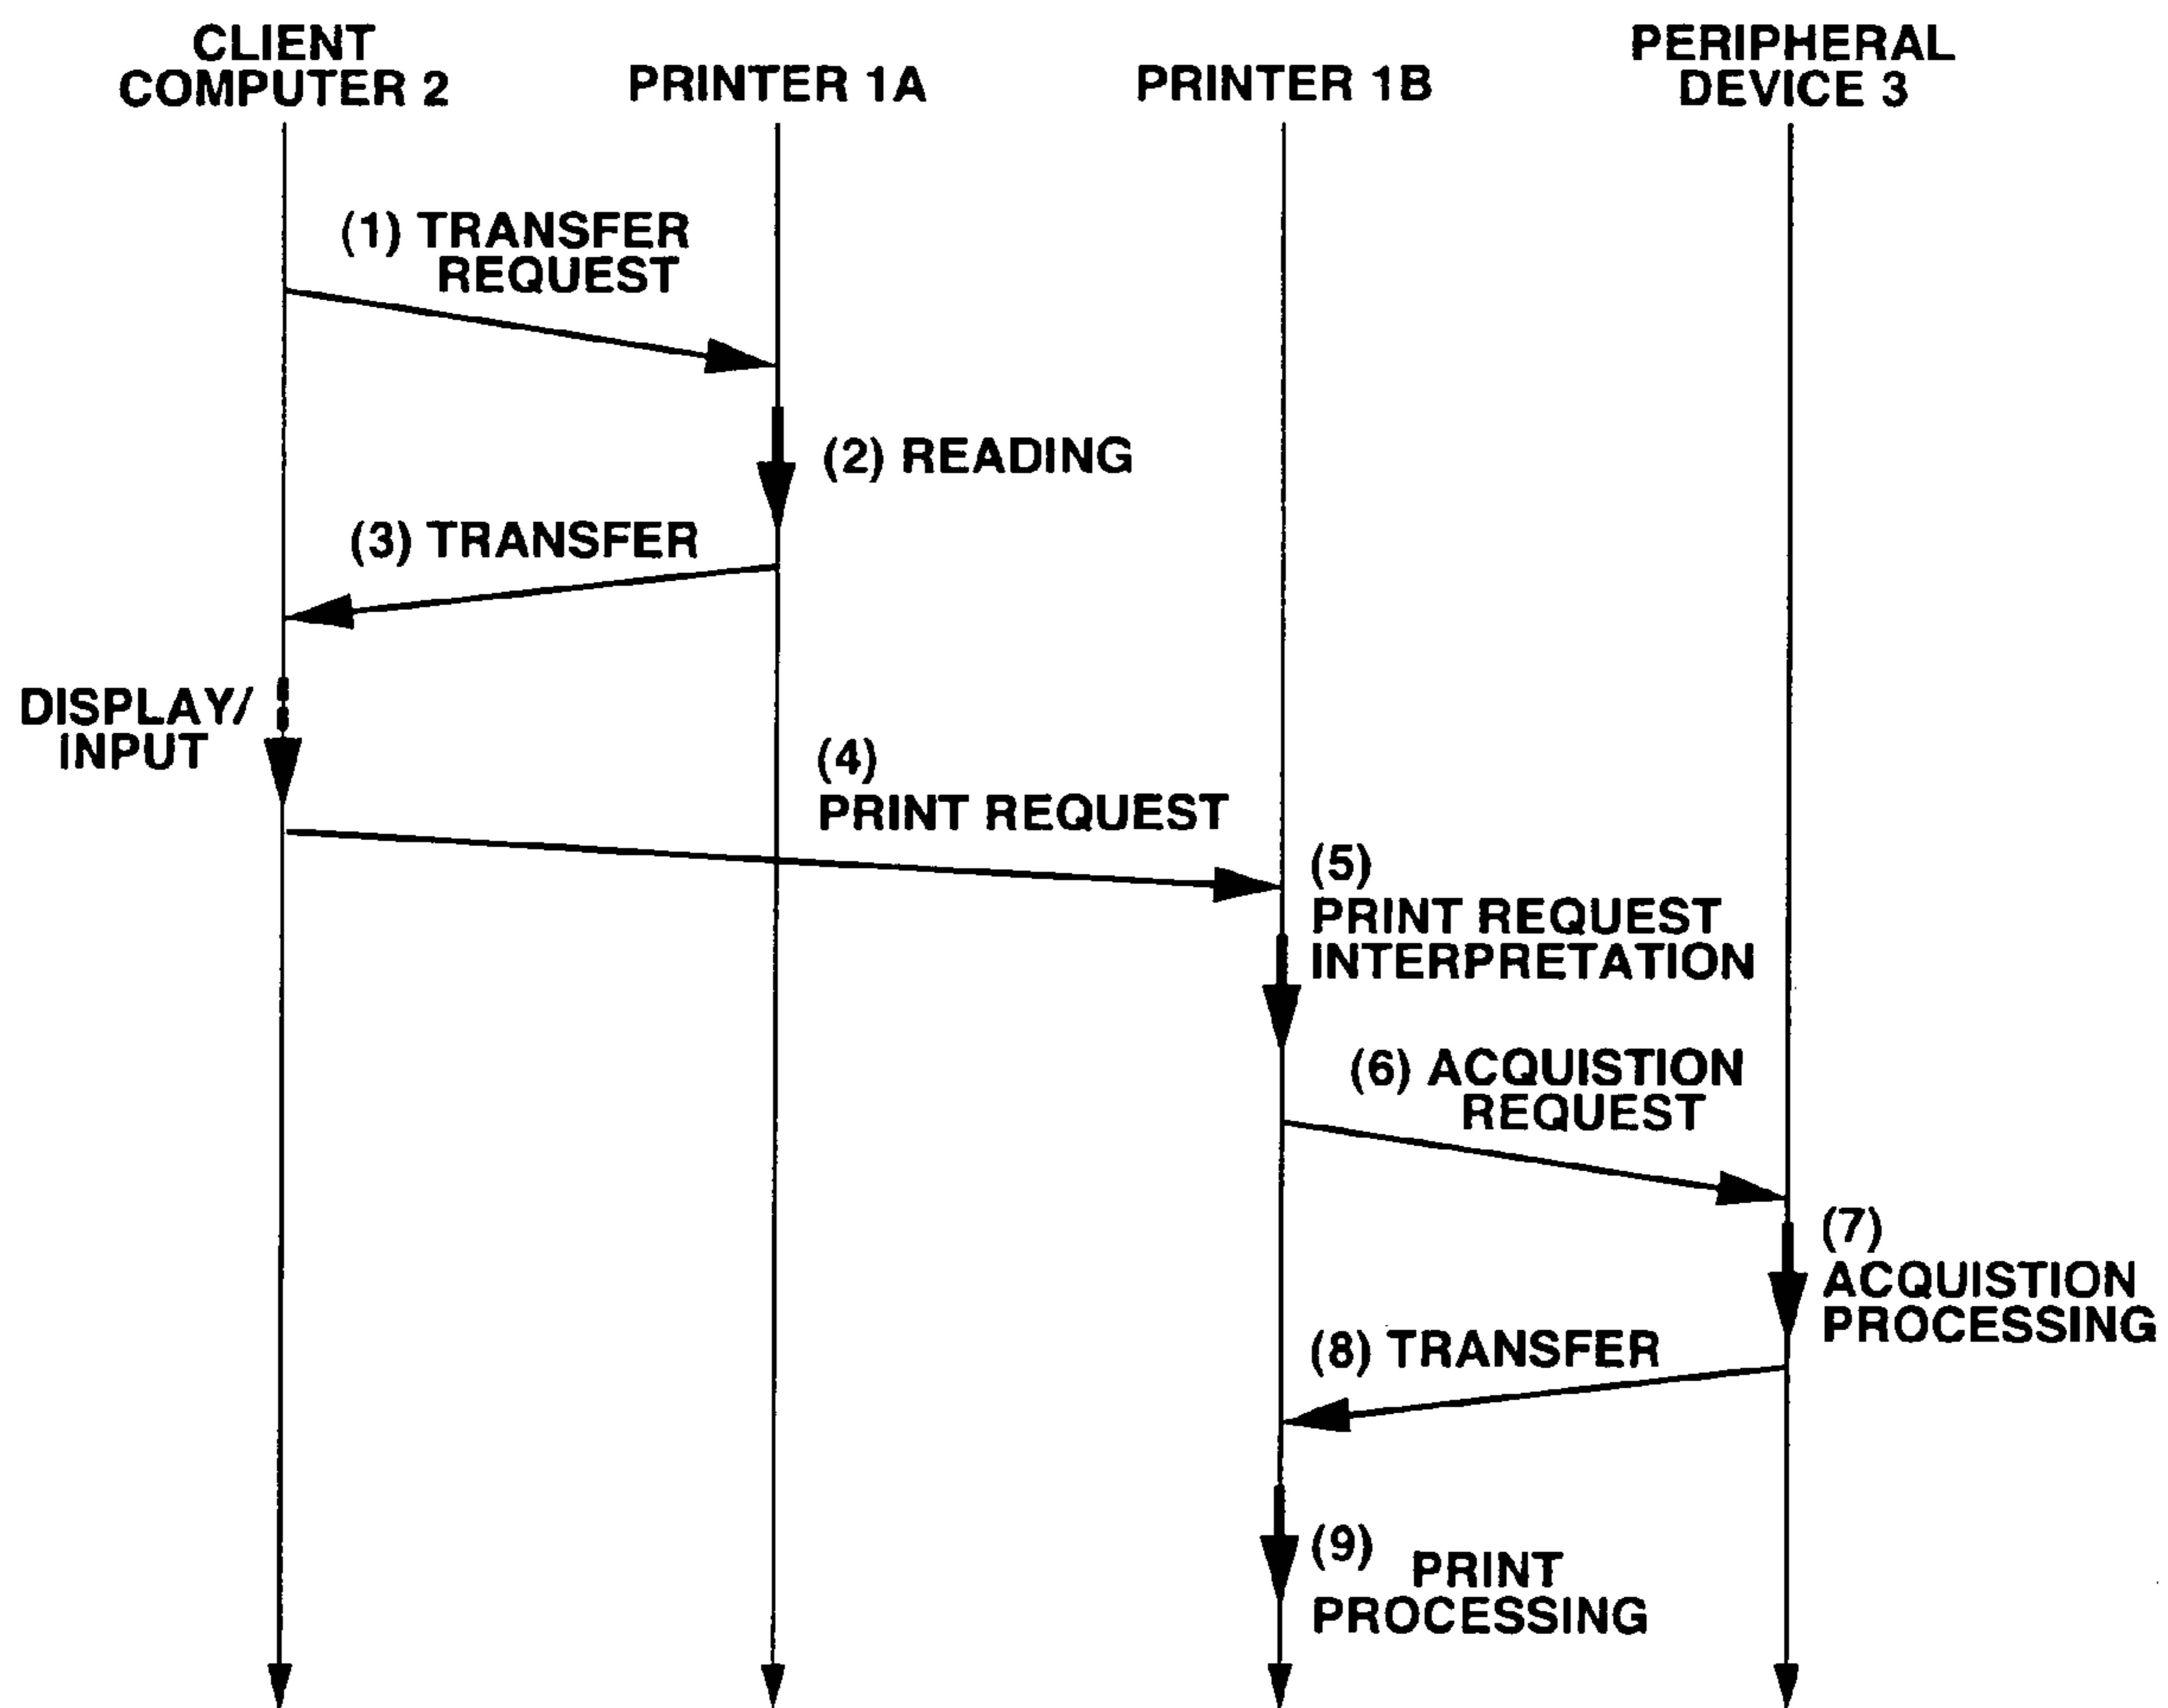 CLIENT
COMPUTER 2
PRINTER 1A
PRINTER 1B
PERIPHERAL
DEVICE 3
(1) TRANSFER
REQUEST
(2) READING
(3) TRANSFER
DISPLAY/
INPUT
(4)
PRINT REQUEST
(5)
PRINT REQUEST
INTERPRETATION
(6) ACQUISTION
REQUEST
(7)
ACQUISTION
PROCESSING
(8) TRANSFER
(9) PRINT
PROCESSING